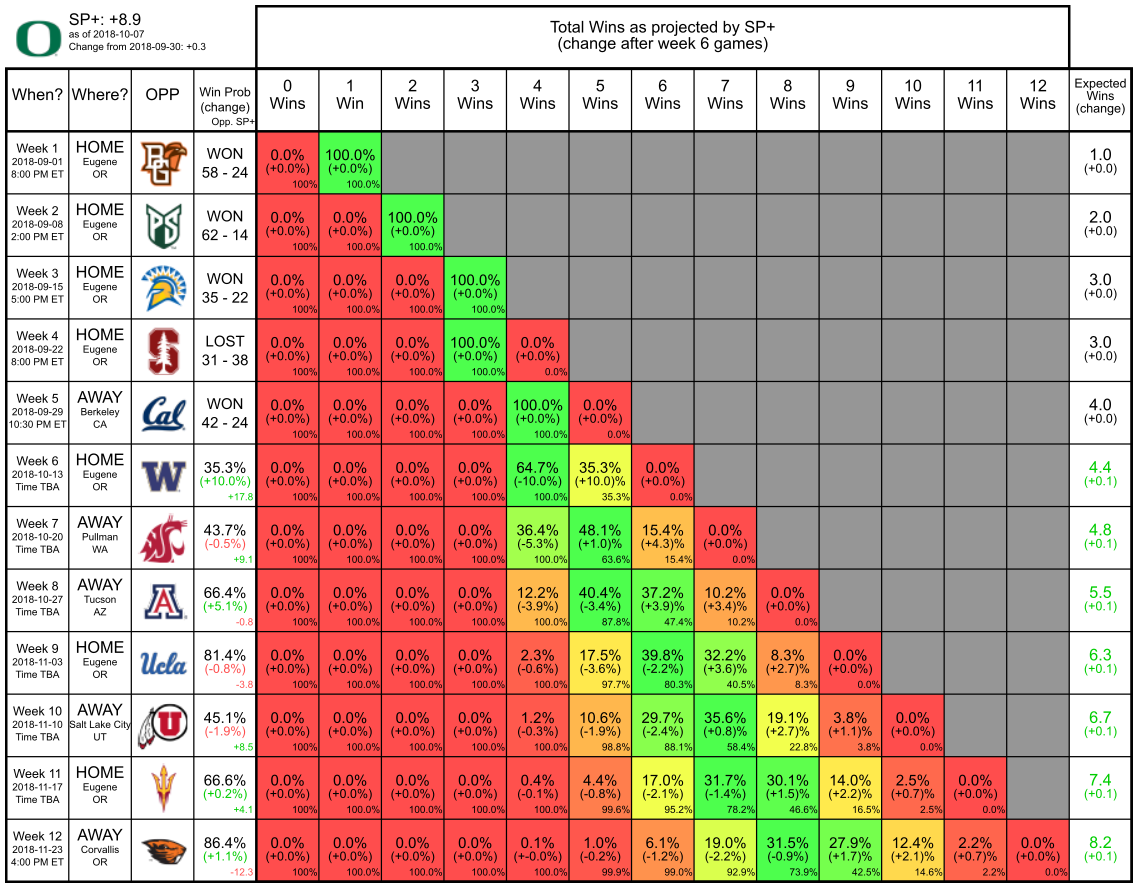 O SP+: +8.9
as of 2018-10-07
Change from 2018-09-30: +0.3
Total Wins as projected by SP+
(change after week 6 games)
When? Where? OPP Win Prob (change) Opp. SP+ 0 Wins 1 Win 2 Wins 3 Wins 4 Wins 5 Wins 6 Wins 7 Wins 8 Wins 9 Wins 10 Wins 11 Wins 12 Wins Expected Wins (change)
Week 1 HOME BG WON 0.0% 100.0% 1.0
2018-09-01 Eugene (+0.0%) (+0.0%) (+0.0)
8:00 PM ET OR 58 - 24 100% 100.0%
Week 2 HOME PS WON 0.0% 0.0% 100.0% 2.0
2018-09-08 Eugene (+0.0%) (+0.0%) (+0.0%) (+0.0)
2:00 PM ET OR 62 - 14 100% 100.0% 100.0%
Week 3 HOME WON 0.0% 0.0% 0.0% 100.0% 3.0
2018-09-15 Eugene (+0.0%) (+0.0%) (+0.0%) (+0.0%) (+0.0)
5:00 PM ET OR 35 - 22 100% 100.0% 100.0% 100.0%
Week 4 HOME S LOST 0.0% 0.0% 0.0% 100.0% 0.0% 3.0
2018-09-22 Eugene (+0.0%) (+0.0%) (+0.0%) (+0.0%) (+0.0%) (+0.0)
8:00 PM ET OR 31 - 38 100% 100.0% 100.0% 100.0% 0.0%
Week 5 AWAY Cal WON 0.0% 0.0% 0.0% 0.0% 100.0% 0.0% 4.0
2018-09-29 Berkeley (+0.0%) (+0.0%) (+0.0%) (+0.0%) (+0.0%) (+0.0%) (+0.0)
10:30 PM ET CA 42 - 24 100% 100.0% 100.0% 100.0% 100.0% 0.0%
Week 6 HOME W 35.3% 0.0% 0.0% 0.0% 0.0% 64.7% 35.3% 0.0% 4.4
2018-10-13 Eugene (+10.0%) (+0.0%) (+0.0%) (+0.0%) (+0.0%) (-10.0%) (+10.0)% (+0.0%) (+0.1)
Time TBA OR +17.8 100% 100.0% 100.0% 100.0% 100.0% 35.3% 0.0%
Week 7 AWAY WSC 43.7% 0.0% 0.0% 0.0% 0.0% 36.4% 48.1% 15.4% 0.0% 4.8
2018-10-20 Pullman (-0.5%) (+0.0%) (+0.0%) (+0.0%) (+0.0%) (-5.3%) (+1.0)% (+4.3)% (+0.0%) (+0.1)
Time TBA WA +9.1 100% 100.0% 100.0% 100.0% 100.0% 63.6% 15.4% 0.0%
Week 8 AWAY A 66.4% 0.0% 0.0% 0.0% 0.0% 12.2% 40.4% 37.2% 10.2% 0.0% 5.5
2018-10-27 Tucson (+5.1%) (+0.0%) (+0.0%) (+0.0%) (+0.0%) (-3.9%) (-3.4%) (+3.9)% (+3.4)% (+0.0%) (+0.1)
Time TBA AZ -0.8 100% 100.0% 100.0% 100.0% 100.0% 87.8% 47.4% 10.2% 0.0%
Week 9 HOME Ucla 81.4% 0.0% 0.0% 0.0% 0.0% 2.3% 17.5% 39.8% 32.2% 8.3% 0.0% 6.3
2018-11-03 Eugene (-0.8%) (+0.0%) (+0.0%) (+0.0%) (+0.0%) (-0.6%) (-3.6%) (-2.2%) (+3.6)% (+2.7)% (+0.0%) (+0.1)
Time TBA OR -3.8 100% 100.0% 100.0% 100.0% 100.0% 97.7% 80.3% 40.5% 8.3% 0.0%
Week 10 AWAY U 45.1% 0.0% 0.0% 0.0% 0.0% 1.2% 10.6% 29.7% 35.6% 19.1% 3.8% 0.0% 6.7
2018-11-10 Salt Lake City (-1.9%) (+0.0%) (+0.0%) (+0.0%) (+0.0%) (-0.3%) (-1.9%) (-2.4%) (+0.8)% (+2.7)% (+1.1)% (+0.0%) (+0.1)
Time TBA UT +8.5 100% 100.0% 100.0% 100.0% 100.0% 98.8% 88.1% 58.4% 22.8% 3.8% 0.0%
Week 11 HOME 66.6% 0.0% 0.0% 0.0% 0.0% 0.4% 4.4% 17.0% 31.7% 30.1% 14.0% 2.5% 0.0% 7.4
2018-11-17 Eugene (+0.2%) (+0.0%) (+0.0%) (+0.0%) (+0.0%) (-0.1%) (-0.8%) (-2.1%) (-1.4%) (+1.5)% (+2.2)% (+0.7)% (+0.0%) (+0.1)
Time TBA OR +4.1 100% 100.0% 100.0% 100.0% 100.0% 99.6% 95.2% 78.2% 46.6% 16.5% 2.5% 0.0%
Week 12 AWAY 86.4% 0.0% 0.0% 0.0% 0.0% 0.1% 1.0% 6.1% 19.0% 31.5% 27.9% 12.4% 2.2% 0.0% 8.2
2018-11-23 Corvallis (+1.1%) (+0.0%) (+0.0%) (+0.0%) (+0.0%) (+-0.0%) (-0.2%) (-1.2%) (-2.2%) (-0.9%) (+1.7)% (+2.1)% (+0.7)% (+0.0%) (+0.1)
4:00 PM ET OR -12.3 100% 100.0% 100.0% 100.0% 100.0% 99.9% 99.0% 92.9% 73.9% 42.5% 14.6% 2.2% 0.0%